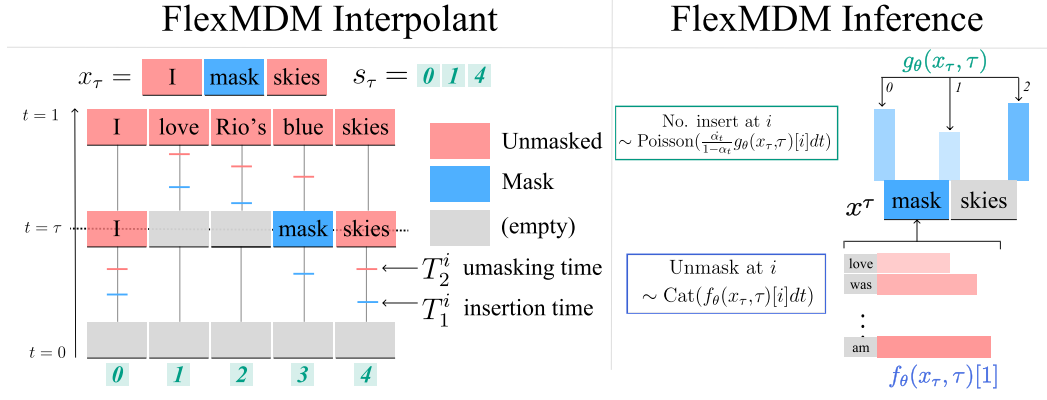 FlexMDM Interpolant
x_τ = I mask skies s_τ = 0 1 4
t = 1
I love Rio's blue skies
Unmasked
Mask
(empty)
t = τ
I mask skies
T_2^i umasking time
T_1^i insertion time
t = 0
0 1 2 3 4
FlexMDM Inference
g_θ(x_τ, τ)
0 1 2
No. insert at i
~ Poisson(\frac{\dot{α}_t}{1−α_t} g_θ(x_τ,τ)[i]dt)
x^τ mask skies
Unmask at i
~ Cat(f_θ(x_τ, τ)[i]dt)
love
was
⋮
am
f_θ(x_τ, τ)[1]